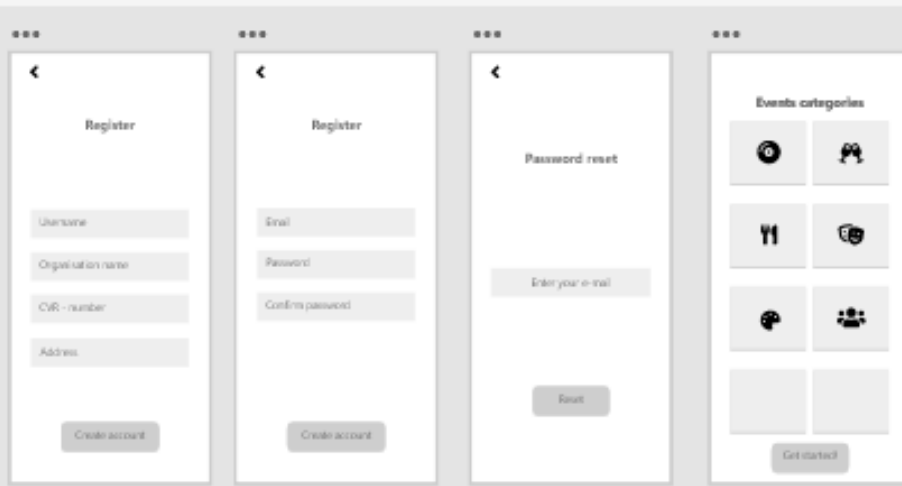 Register
Username
Organisation name
CVR - number
Address
Create account
Register
Email
Password
Confirm password
Create account
Password reset
Enter your e-mail
Reset
Events categories
Get started!